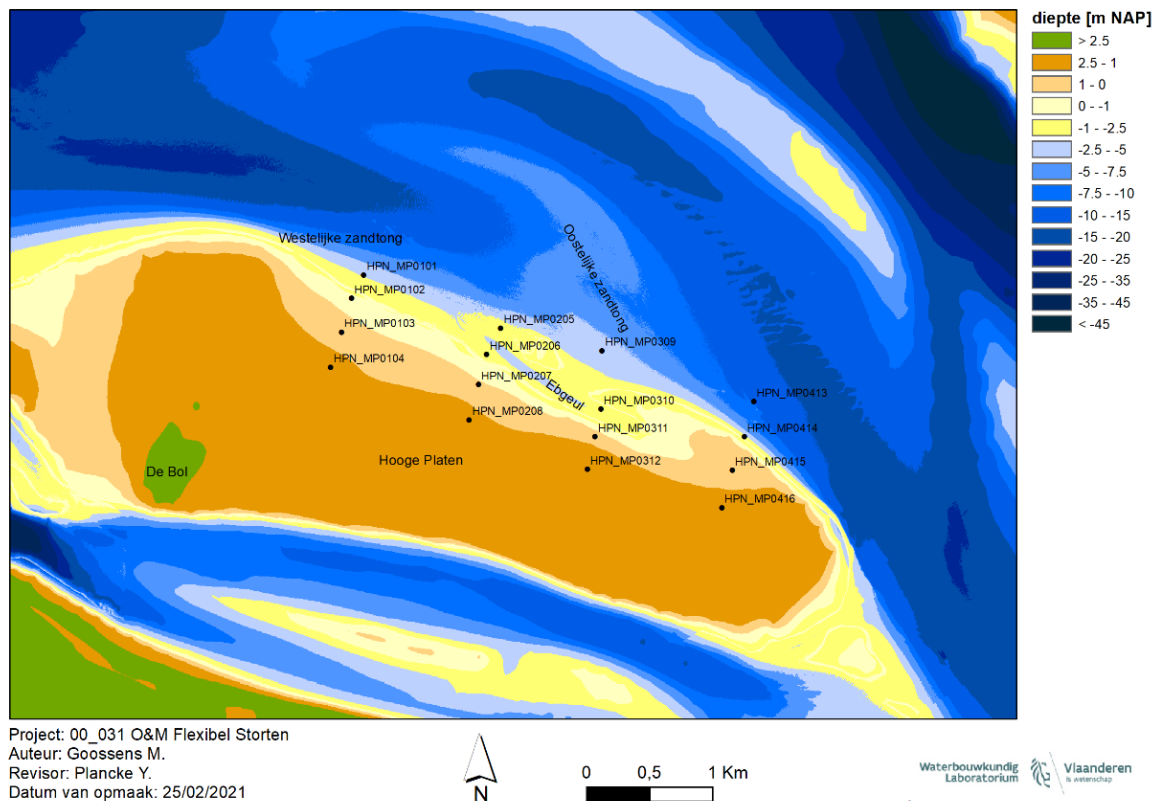 diepte [m NAP]
> 2.5
2.5 - 1
1 - 0
0 - -1
-1 - -2.5
-2.5 - -5
-5 - -7.5
-7.5 - -10
-10 - -15
-15 - -20
-20 - -25
-25 - -35
-35 - -45
< -45
Westelijke zandtong
Oostelijke zandtong
HPN_MP0101
HPN_MP0102
HPN_MP0103
HPN_MP0104
HPN_MP0205
HPN_MP0206
HPN_MP0207
HPN_MP0208
Ebgeul
HPN_MP0309
HPN_MP0310
HPN_MP0311
HPN_MP0312
HPN_MP0413
HPN_MP0414
HPN_MP0415
HPN_MP0416
De Bol
Hooge Platen
Project: 00_031 O&M Flexibel Storten
Auteur: Goossens M.
Revisor: Plancke Y.
Datum van opmaak: 25/02/2021
N
0 0,5 1 Km
Waterbouwkundig
Laboratorium
Vlaanderen
is wetenschap